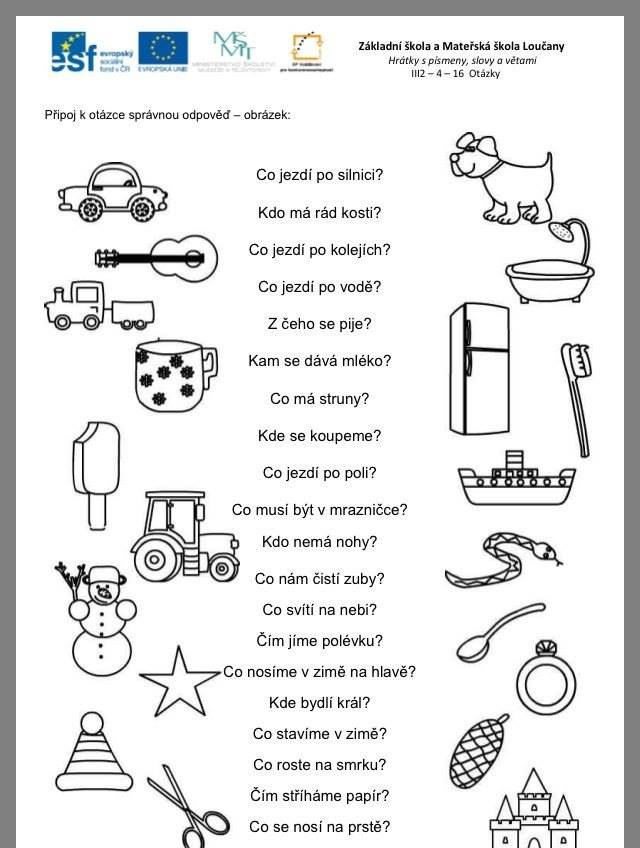 esf evropský
sociální
fond v ČR
EVROPSKÁ UNIE
MINISTERSTVO ŠKOLSTVÍ,
MLÁDEŽE A TĚLOVÝCHOVY
OP Vzdělávání
pro konkurenceschopnost
Základní škola a Mateřská škola Loučany
Hrátky s písmeny, slovy a větami
III2 – 4 – 16 Otázky
Připoj k otázce správnou odpověď – obrázek:
Co jezdí po silnici?
Kdo má rád kosti?
Co jezdí po kolejích?
Co jezdí po vodě?
Z čeho se pije?
Kam se dává mléko?
Co má struny?
Kde se koupeme?
Co jezdí po poli?
Co musí být v mrazničce?
Kdo nemá nohy?
Co nám čistí zuby?
Co svítí na nebi?
Čím jíme polévku?
Co nosíme v zimě na hlavě?
Kde bydlí král?
Co stavíme v zimě?
Co roste na smrku?
Čím stříháme papír?
Co se nosí na prstě?